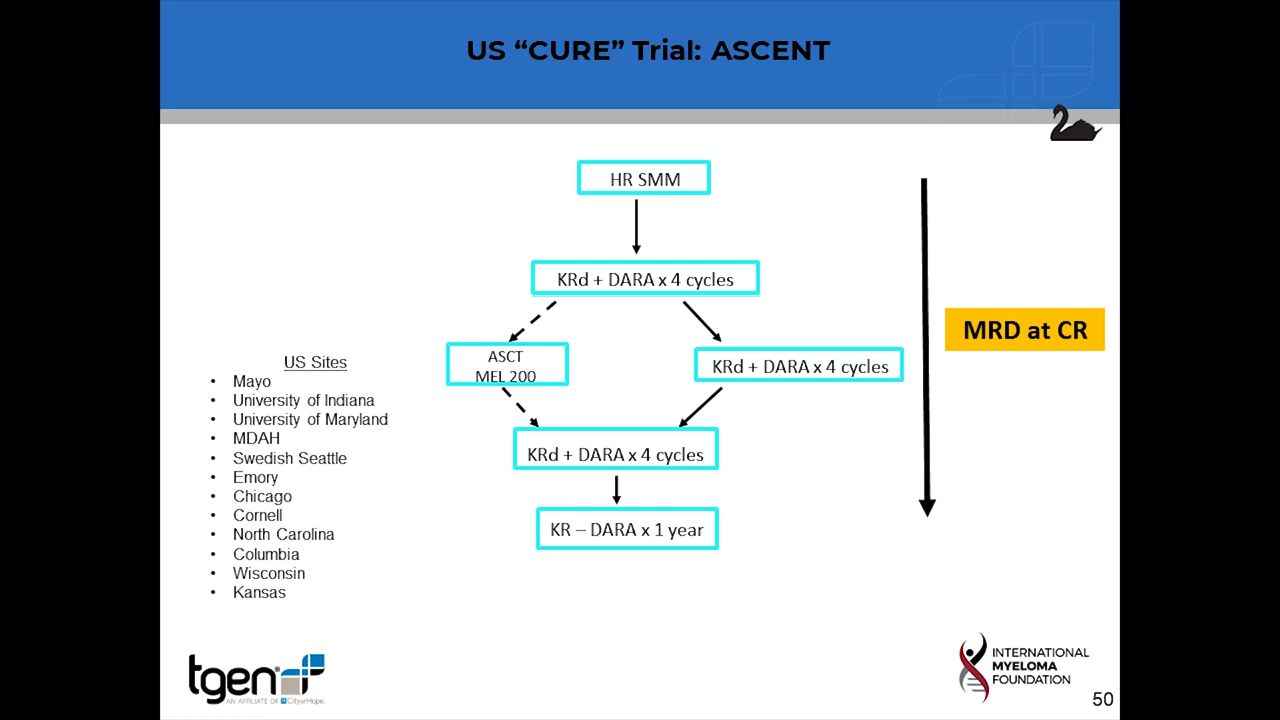 US “CURE” Trial: ASCENT
HR SMM
KRd + DARA x 4 cycles
ASCT
MEL 200
KRd + DARA x 4 cycles
KRd + DARA x 4 cycles
KR – DARA x 1 year
MRD at CR
US Sites
• Mayo
• University of Indiana
• University of Maryland
• MDAH
• Swedish Seattle
• Emory
• Chicago
• Cornell
• North Carolina
• Columbia
• Wisconsin
• Kansas
tgen®
AN AFFILIATE OF City of Hope.
INTERNATIONAL
MYELOMA
FOUNDATION
50